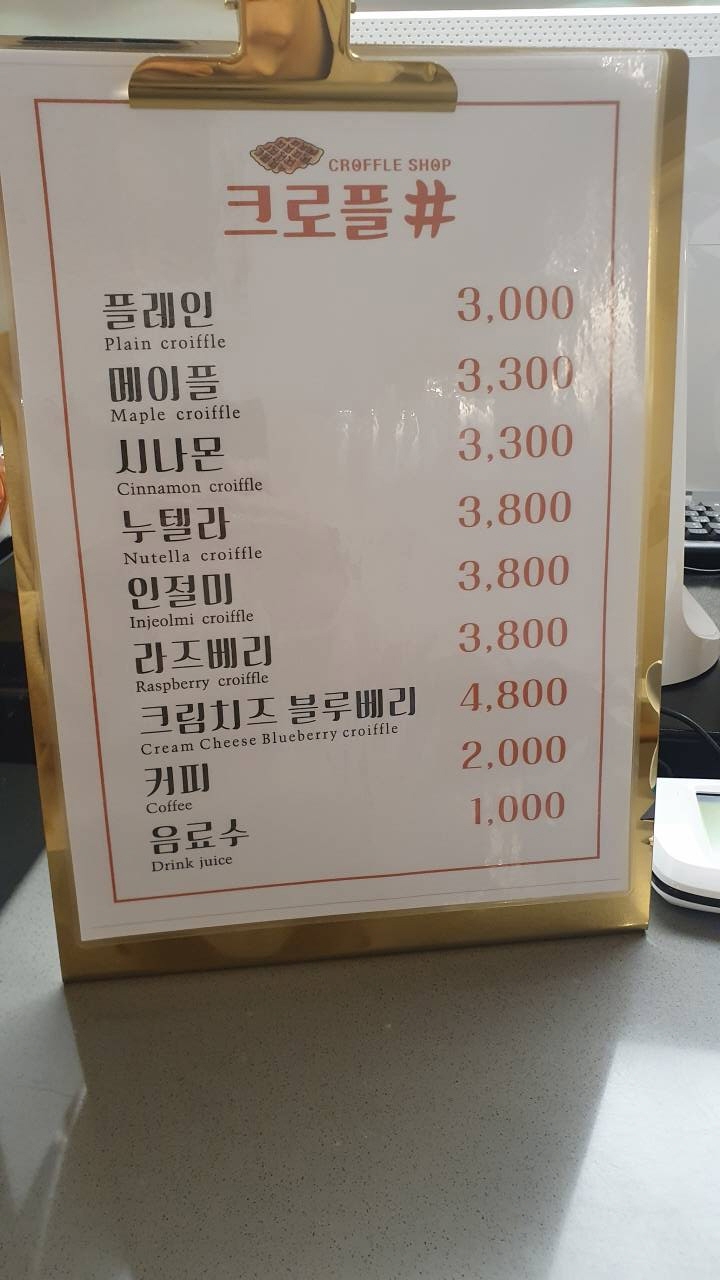 CROFFLE SHOP
크로플#
플레인 3,000
Plain croiffle
메이플 3,300
Maple croiffle
시나몬 3,300
Cinnamon croiffle
누텔라 3,800
Nutella croiffle
인절미 3,800
Injeolmi croiffle
라즈베리 3,800
Raspberry croiffle
크림치즈 블루베리 4,800
Cream Cheese Blueberry croiffle
커피 2,000
Coffee
음료수 1,000
Drink juice